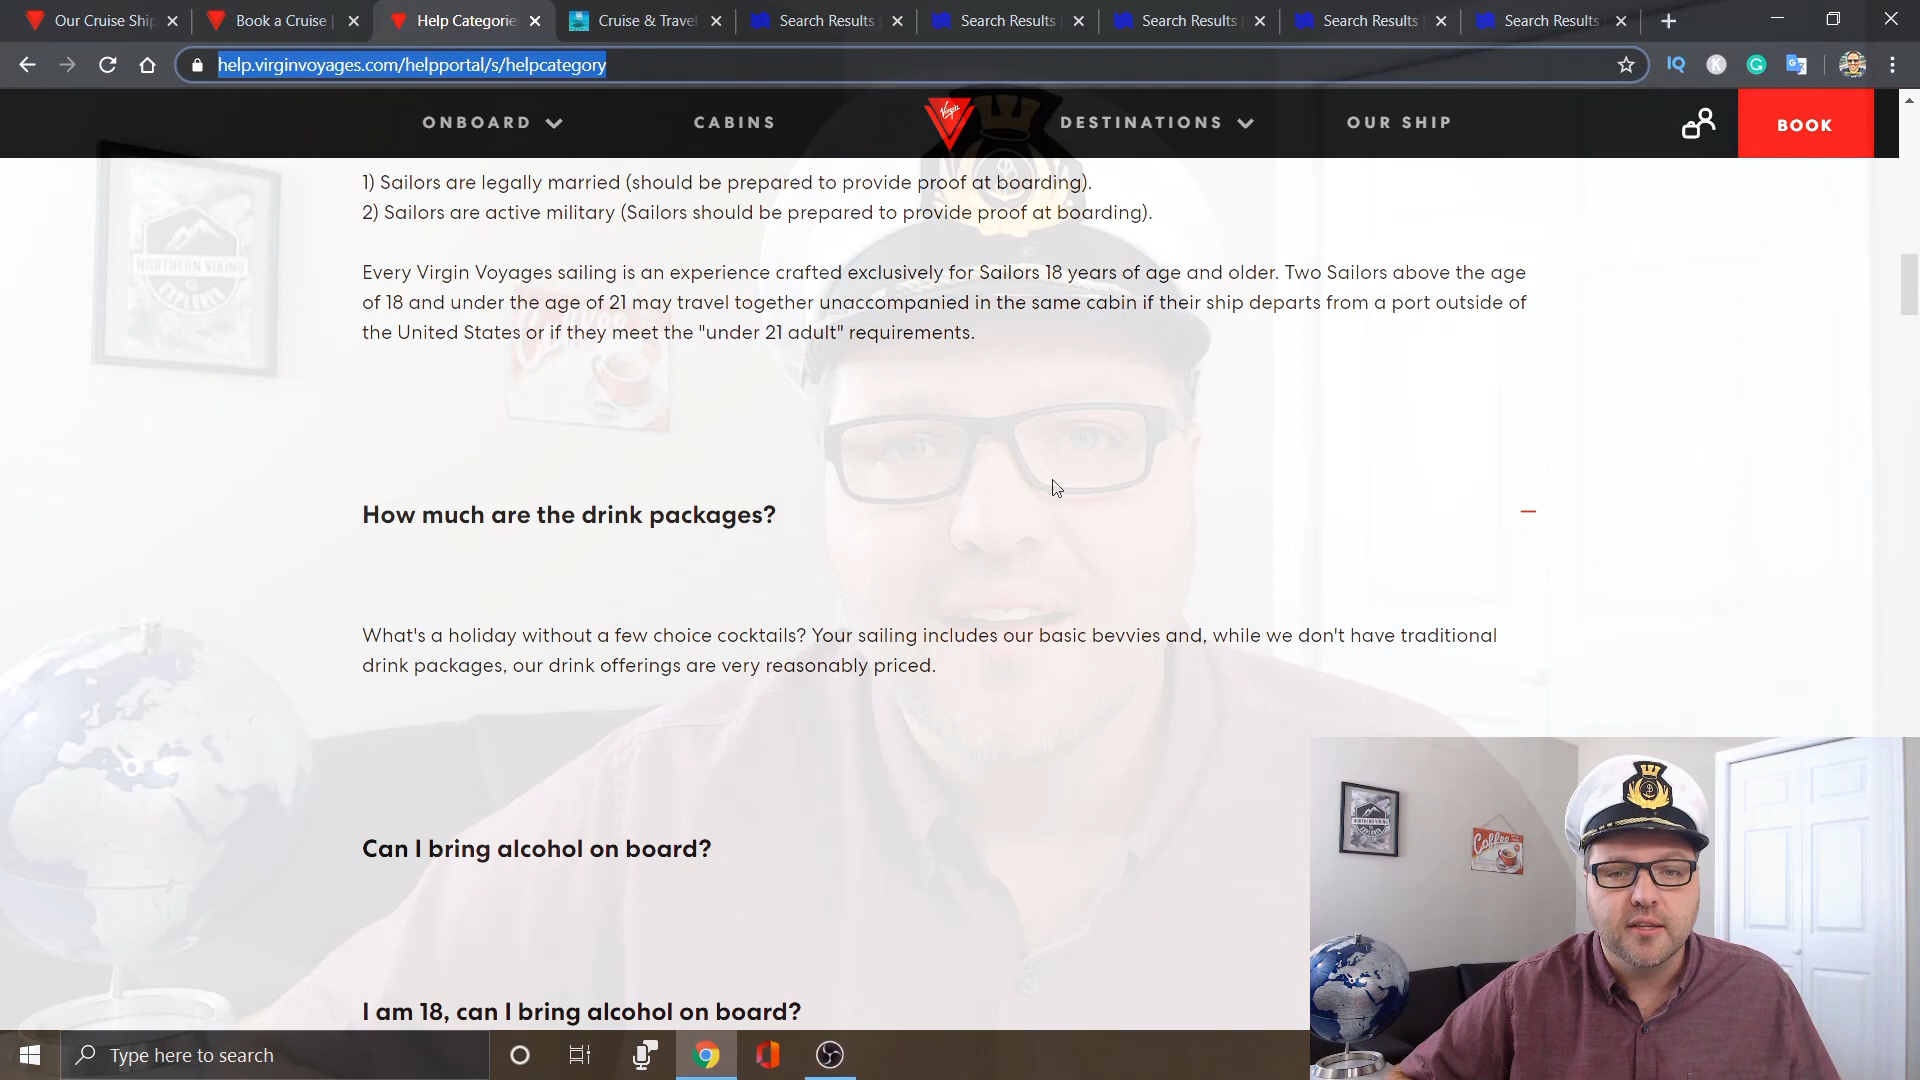 Our Cruise Ship
Book a Cruise |
Help Categorie
Cruise & Travel
Search Results
Search Results
Search Results
Search Results
Search Results
help.virginvoyages.com/helpportal/s/helpcategory
IQ
K
G
ONBOARD
CABINS
Virgin
DESTINATIONS
OUR SHIP
BOOK
1) Sailors are legally married (should be prepared to provide proof at boarding).
2) Sailors are active military (Sailors should be prepared to provide proof at boarding).
Every Virgin Voyages sailing is an experience crafted exclusively for Sailors 18 years of age and older. Two Sailors above the age
of 18 and under the age of 21 may travel together unaccompanied in the same cabin if their ship departs from a port outside of
the United States or if they meet the "under 21 adult" requirements.
NORTHERN VIKING
EXPLORER
How much are the drink packages?
What's a holiday without a few choice cocktails? Your sailing includes our basic bevvies and, while we don't have traditional
drink packages, our drink offerings are very reasonably priced.
Can I bring alcohol on board?
I am 18, can I bring alcohol on board?
NORTHERN VIKING
Coffee
Type here to search